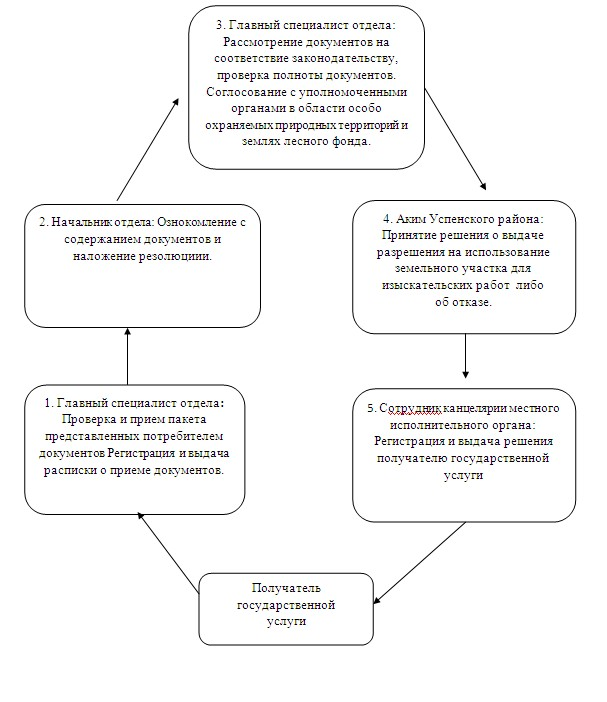 3. Главный специалист отдела:
Рассмотрение документов на
соответствие законодательству,
проверка полноты документов.
Соглосование с уполномоченными
органами в области особо
охраняемых природных территорий и
землях лесного фонда.
2. Начальник отдела: Ознокомление с
содержанием документов и
наложение резолюциии.
4. Аким Успенского района:
Принятие решения о выдаче
разрешения на использование
земельного участка для
изыскательских работ либо
об отказе.
1. Главный специалист отдела:
Проверка и прием пакета
представленных потребителем
документов Регистрация и выдача
расписки о приеме документов.
5. Сотрудник канцелярии местного
исполнительного органа:
Регистрация и выдача решения
получателю государственной
услуги
Получатель
государственной
услуги